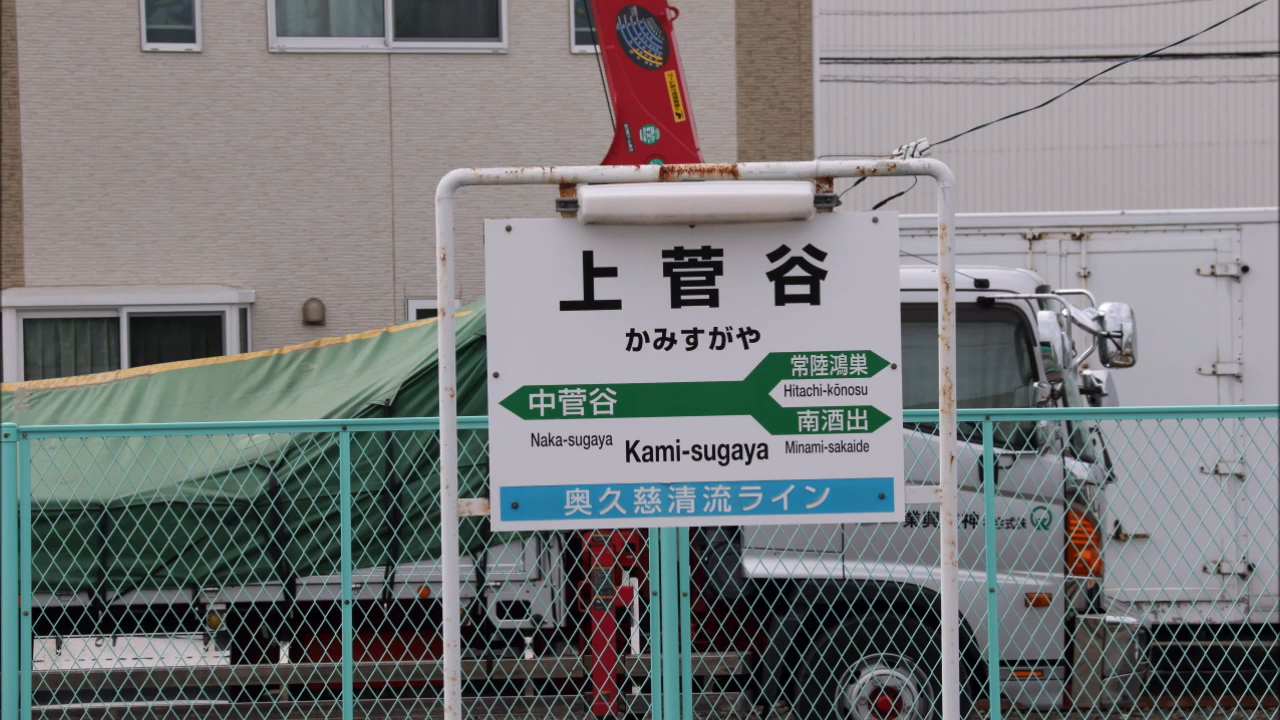 上菅谷
かみすがや
常陸鴻巣
Hitachi-kōnosu
中菅谷
南酒出
Naka-sugaya
Kami-sugaya
Minami-sakaide
奥久慈清流ライン